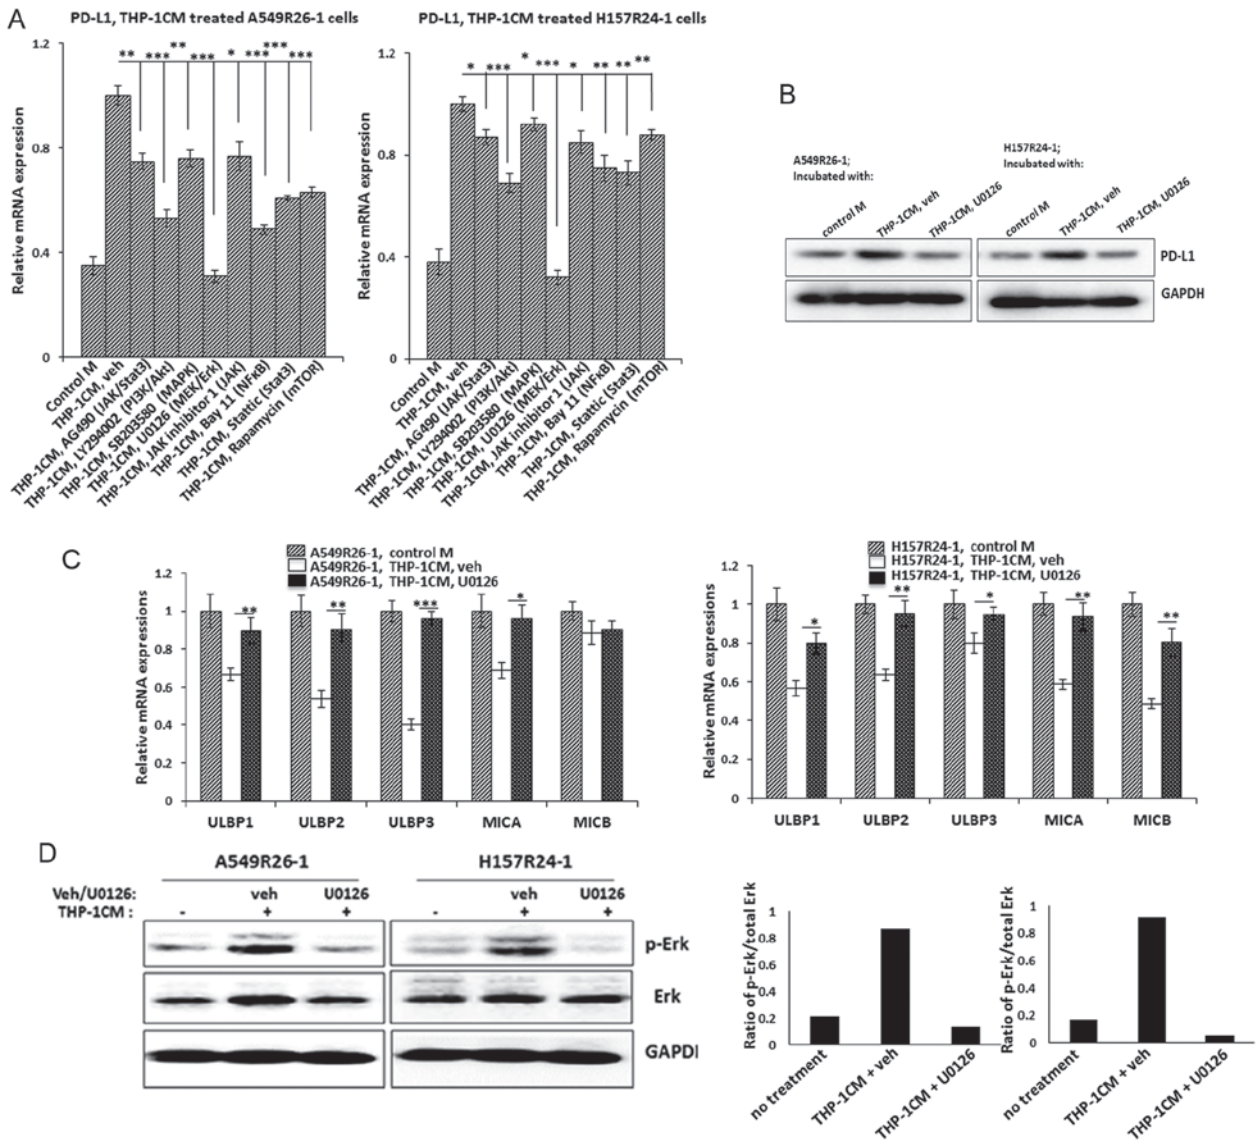 A
PD-L1, THP-1CM treated A549R26-1 cells
Relative mRNA expression
1.2
0.8
0.4
0
** *** ** *** * *** *** ***
Control M
THP-1CM, veh
THP-1CM, AG490 (JAK/Stat3)
THP-1CM, LY294002 (PI3K/Akt)
THP-1CM, SB203580 (MAPK)
THP-1CM, U0126 (MEK/Erk)
THP-1CM, JAK inhibitor 1 (JAK)
THP-1CM, Bay 11 (NFκB)
THP-1CM, Stattic (Stat3)
THP-1CM, Rapamycin (mTOR)
PD-L1, THP-1CM treated H157R24-1 cells
Relative mRNA expression
1.2
0.8
0.4
0
* *** * *** * ** ** **
Control M
THP-1CM, veh
THP-1CM, AG490 (JAK/Stat3)
THP-1CM, LY294002 (PI3K/Akt)
THP-1CM, SB203580 (MAPK)
THP-1CM, U0126 (MEK/Erk)
THP-1CM, JAK inhibitor 1 (JAK)
THP-1CM, Bay 11 (NFκB)
THP-1CM, Stattic (Stat3)
THP-1CM, Rapamycin (mTOR)
B
A549R26-1;
Incubated with:
control M
THP-1CM, veh
THP-1CM, U0126
H157R24-1;
Incubated with:
control M
THP-1CM, veh
THP-1CM, U0126
PD-L1
GAPDH
C
A549R26-1, control M
A549R26-1, THP-1CM, veh
A549R26-1, THP-1CM, U0126
Relative mRNA expressions
1.2
1
0.8
0.6
0.4
0.2
0
** ** *** *
ULBP1 ULBP2 ULBP3 MICA MICB
H157R24-1, control M
H157R24-1, THP-1CM, veh
H157R24-1, THP-1CM, U0126
Relative mRNA expressions
1.2
1
0.8
0.6
0.4
0.2
0
* ** * ** **
ULBP1 ULBP2 ULBP3 MICA MICB
D
A549R26-1 H157R24-1
Veh/U0126: veh U0126 veh U0126
THP-1CM : - + + - + +
p-Erk
Erk
GAPDI
Ratio of p-Erk/total Erk
1
0.8
0.6
0.4
0.2
0
no treatment
THP-1CM + veh
THP-1CM + U0126
Ratio of p-Erk/total Erk
1
0.8
0.6
0.4
0.2
0
no treatment
THP-1CM + veh
THP-1CM + U0126